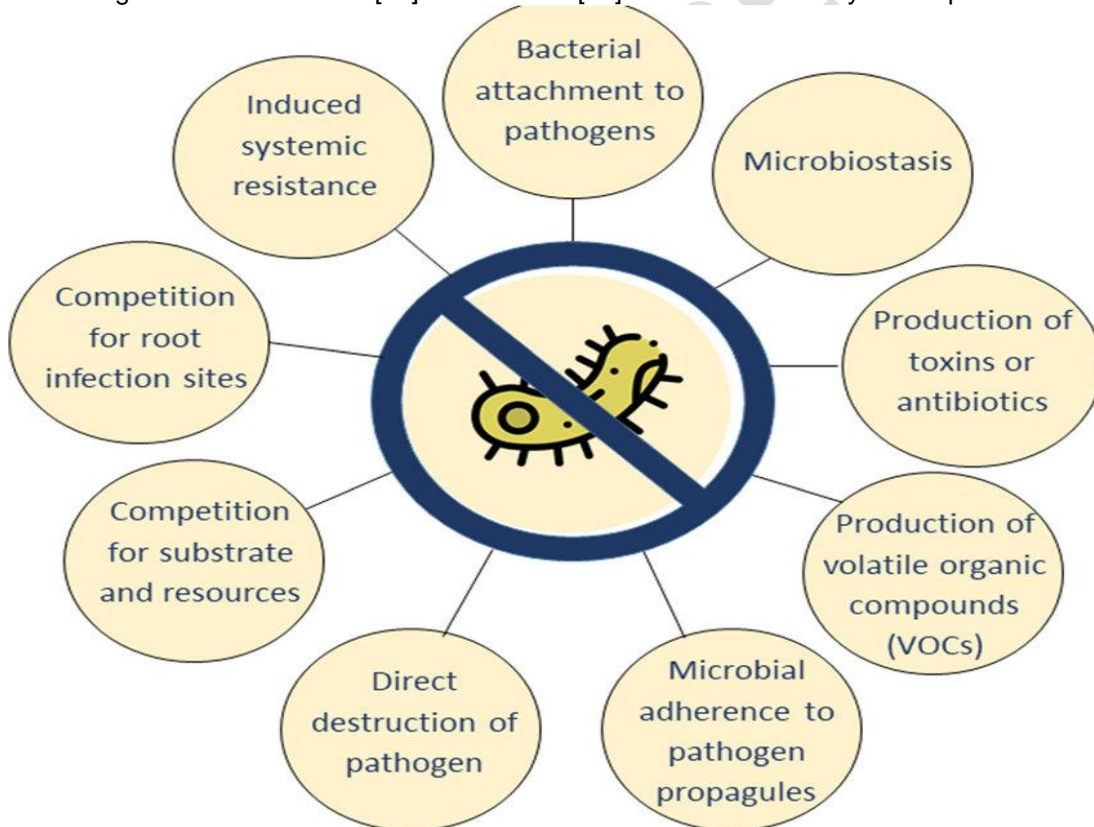 Bacterial
attachment to
pathogens
Microbiostasis
Production of
toxins or
antibiotics
Production of
volatile organic
compounds
(VOCs)
Microbial
adherence to
pathogen
propagules
Direct
destruction of
pathogen
Competition
for substrate
and resources
Competition
for root
infection sites
Induced
systemic
resistance